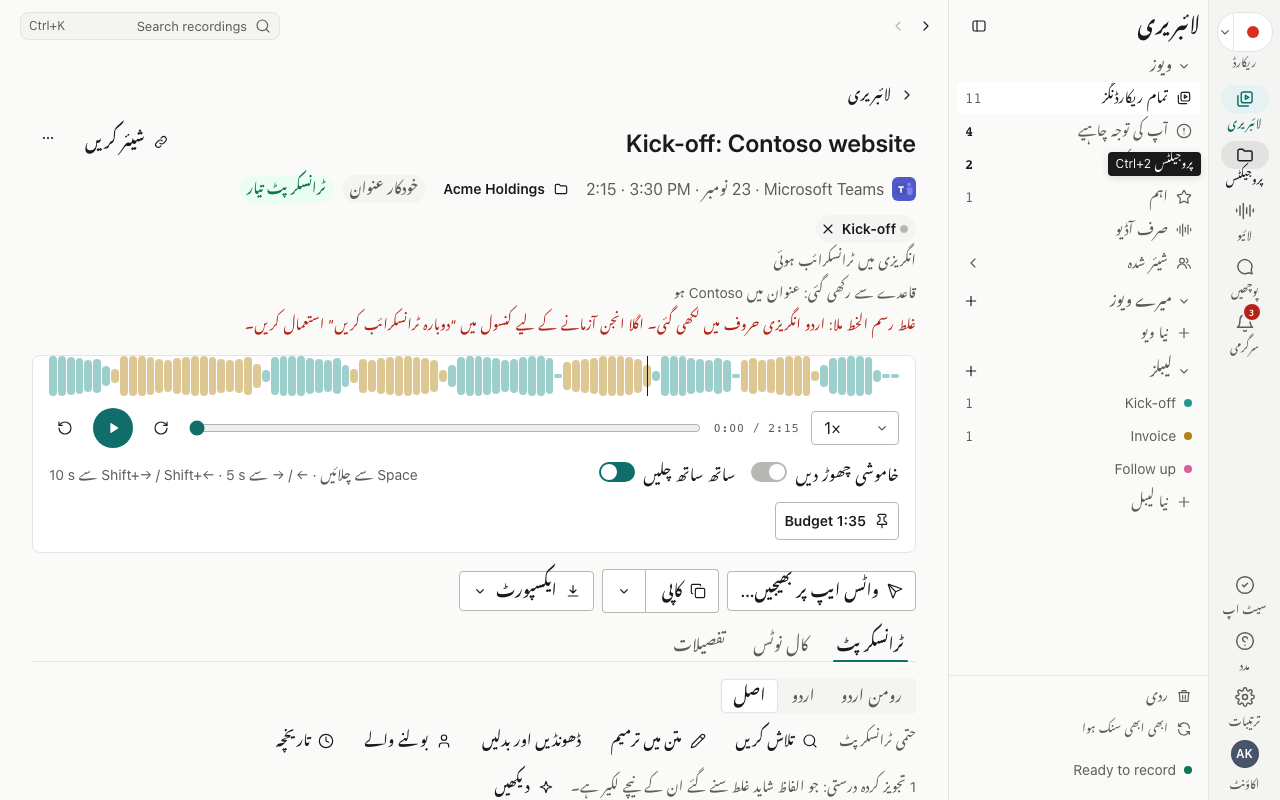 ریکارڈ
لائبریری
پروجیکٹس
لائیو
پوچھیں
3
سرگرمی
سیٹ اپ
مدد
ترتیبات
AK
اکاؤنٹ
لائبریری
ویوز
تمام ریکارڈنگز 11
آپ کی توجہ چاہیے 4
پروجیکٹس Ctrl+2
2
اہم 1
صرف آڈیو
شیئر شدہ
میرے ویوز
نیا ویو
لیبلز
Kick-off 1
Invoice 1
Follow up
نیا لیبل
ردی
ابھی ابھی سنک ہوا
Ready to record
Search recordings Ctrl+K
لائبریری
Kick-off: Contoso website
شیئر کریں
...
Microsoft Teams · 23 نومبر · 3:30 PM · 2:15
Acme Holdings
خودکار عنوان
ٹرانسکرپٹ تیار
Kick-off
انگریزی میں ٹرانسکرائب ہوئی
قاعدے سے رکھی گئی: عنوان میں Contoso ہو
غلط رسم الخط ملا: اردو انگریزی حروف میں لکھی گئی۔ اگلا انجن آزمانے کے لیے کنسول میں "دوبارہ ٹرانسکرائب کریں" استعمال کریں۔
0:00 / 2:15
1×
خاموشی چھوڑ دیں
ساتھ ساتھ چلیں
Space سے چلائیں · ← / → سے 5 s · Shift+← / Shift+→ سے 10 s
Budget 1:35
واٹس ایپ پر بھیجیں...
کاپی
ایکسپورٹ
ٹرانسکرپٹ
کال نوٹس
تفصیلات
رومن اردو
اردو
اصل
حتمی ٹرانسکرپٹ
تلاش کریں
متن میں ترمیم
ڈھونڈیں اور بدلیں
بولنے والے
تاریخچہ
1 تجویز کردہ درستی: جو الفاظ شاید غلط سنے گئے ان کے نیچے لکیر ہے۔
دیکھیں